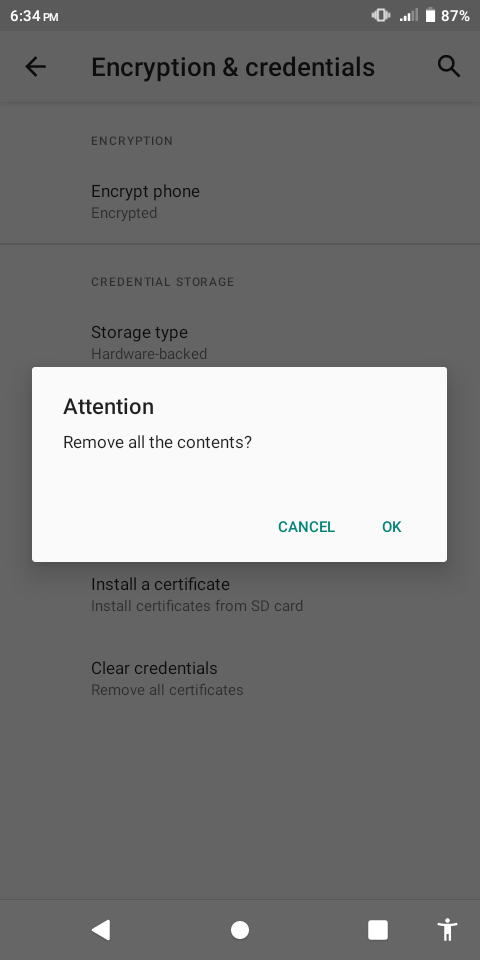 6:34 PM 87%
Encryption & credentials
ENCRYPTION
Encrypt phone
Encrypted
CREDENTIAL STORAGE
Storage type
Hardware-backed
Attention
Remove all the contents?
CANCEL OK
Install a certificate
Install certificates from SD card
Clear credentials
Remove all certificates